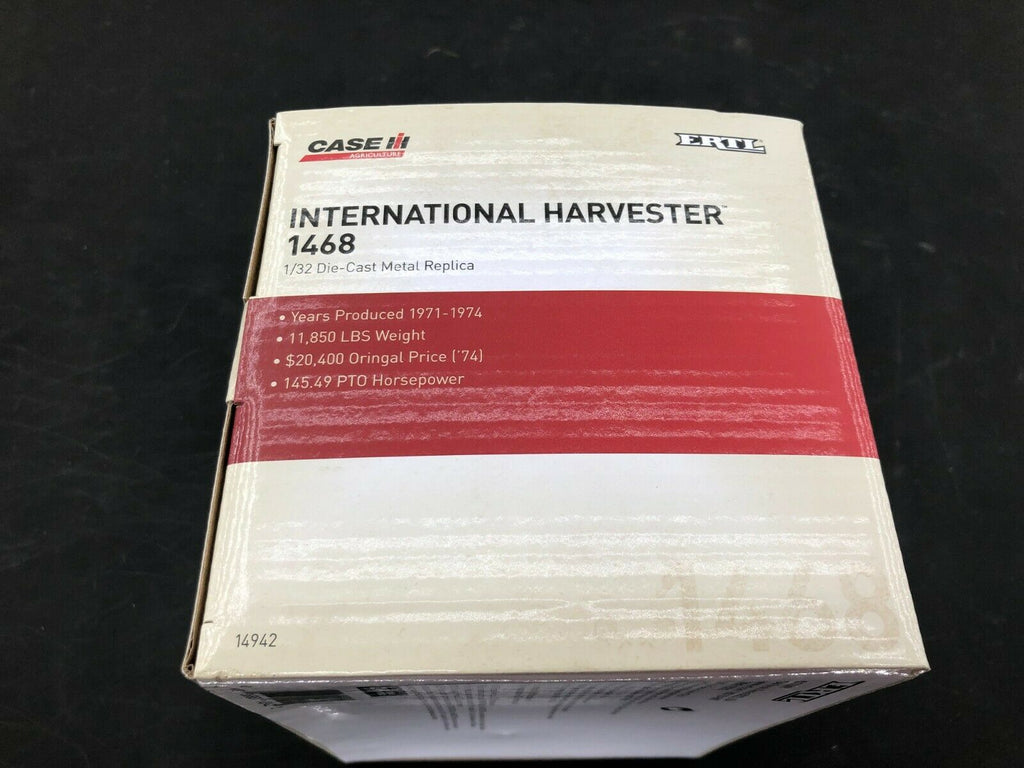 CASE IH
AGRICULTURE
ERTL
INTERNATIONAL HARVESTER™
1468
1/32 Die-Cast Metal Replica
• Years Produced 1971-1974
• 11,850 LBS Weight
• $20,400 Oringal Price ('74)
• 145.49 PTO Horsepower
1468
14942
ERTL